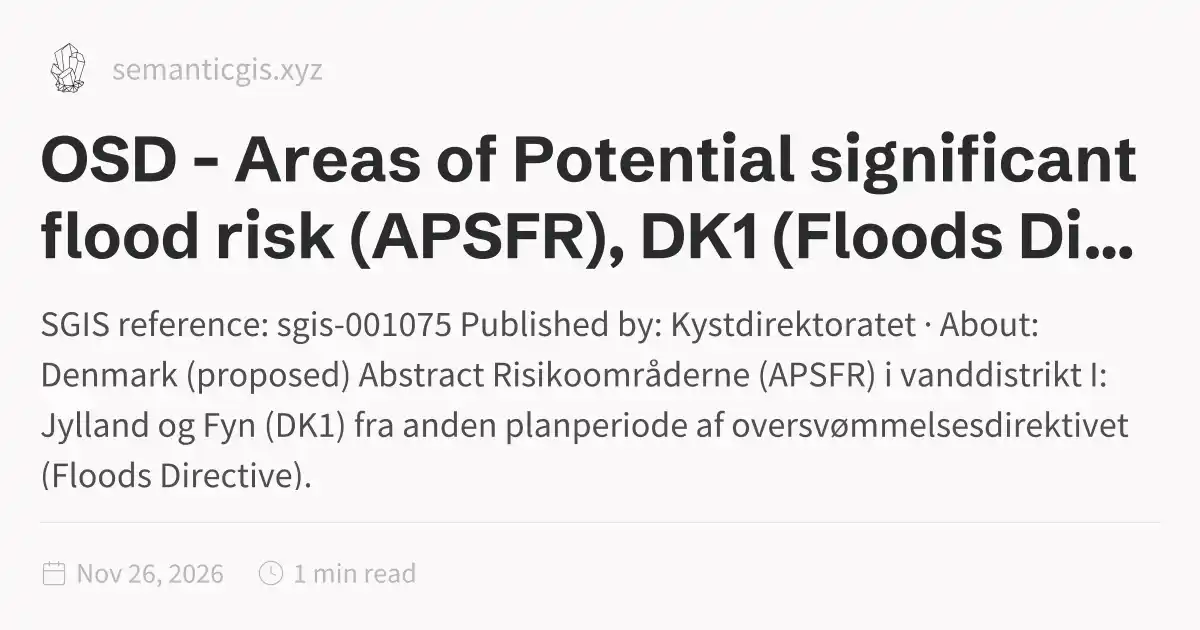 semanticgis.xyz
OSD - Areas of Potential significant
flood risk (APSFR), DK1 (Floods Di...
SGIS reference: sgis-001075 Published by: Kystdirektoratet · About:
Denmark (proposed) Abstract Risikoområderne (APSFR) i vanddistrikt I:
Jylland og Fyn (DK1) fra anden planperiode af oversvømmelsesdirektivet
(Floods Directive).
Nov 26, 2026 1 min read